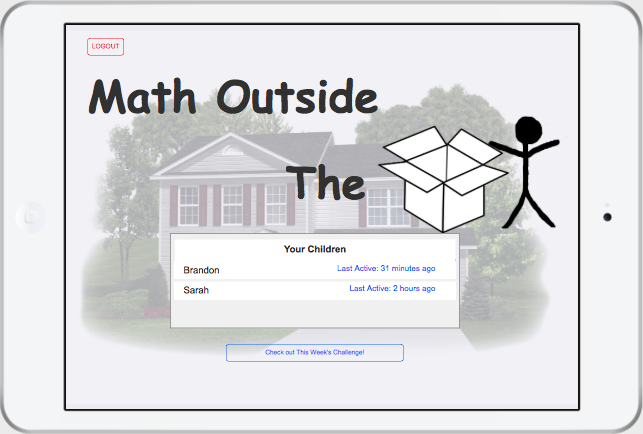 LOGOUT
Math Outside
The
Your Children
Brandon Last Active: 31 minutes ago
Sarah Last Active: 2 hours ago
Check out This Week's Challenge!